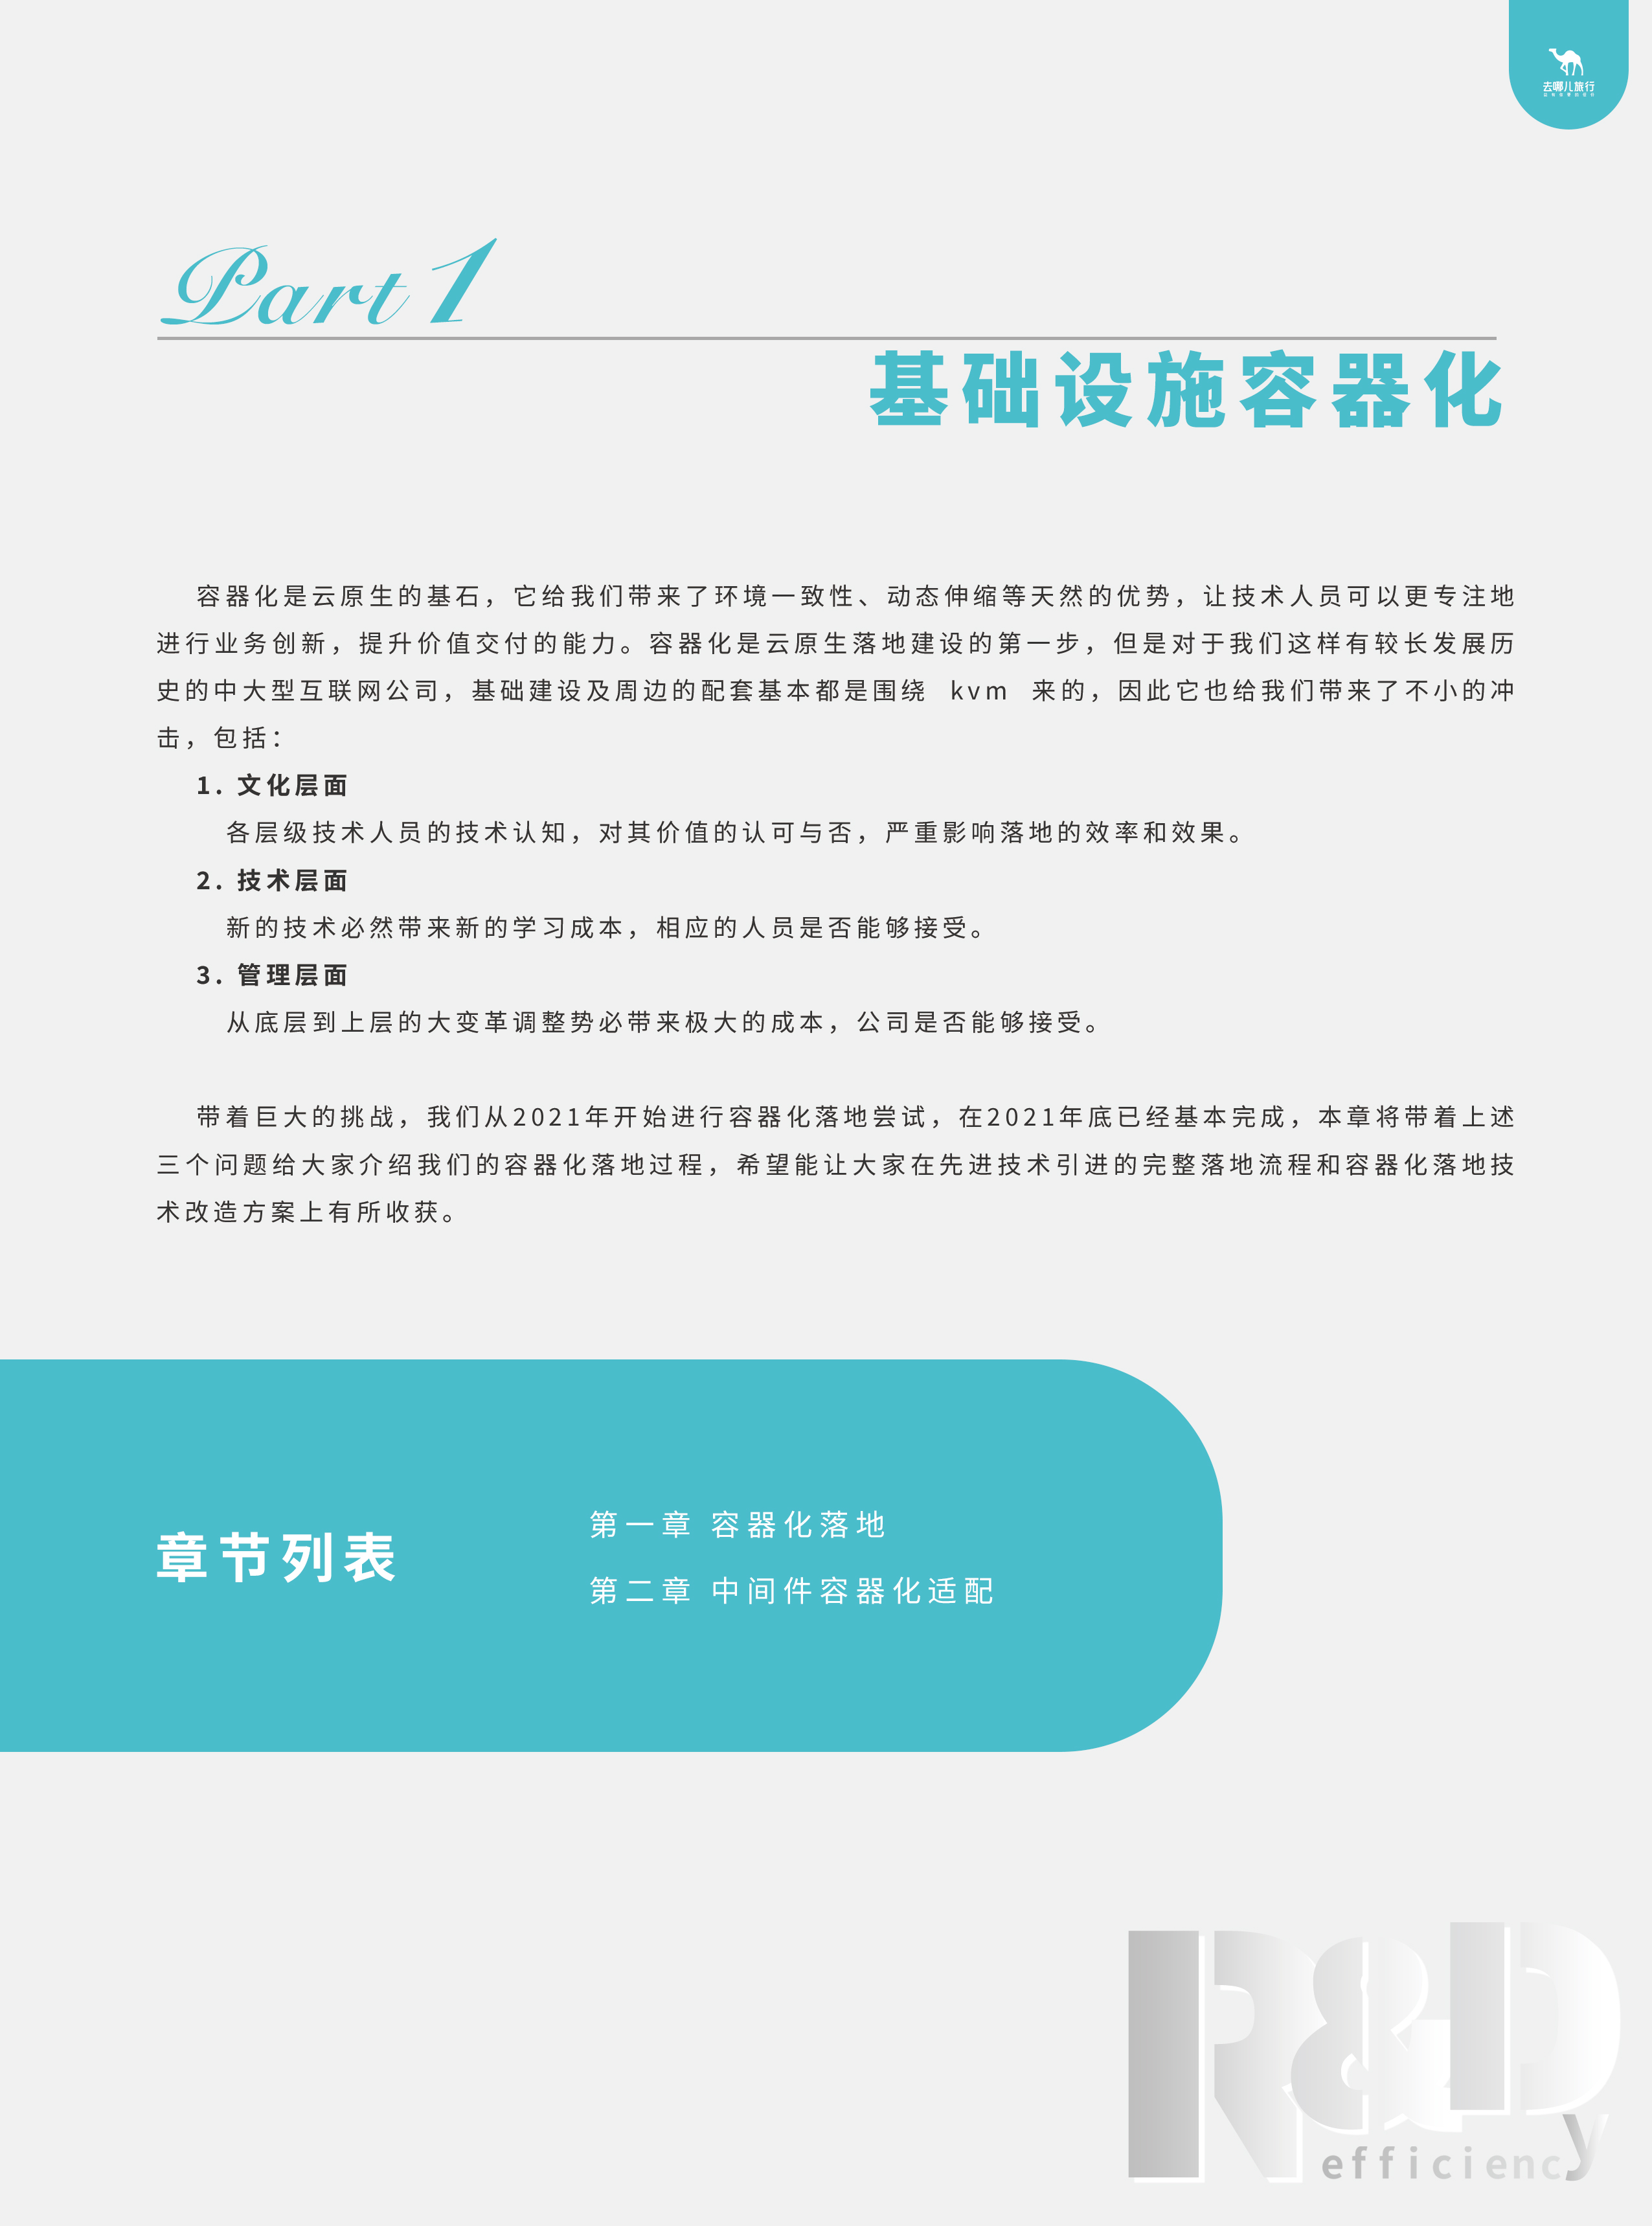 去哪儿旅行
Part 1
基础设施容器化
容器化是云原生的基石，它给我们带来了环境一致性、动态伸缩等天然的优势，让技术人员可以更专注地
进行业务创新，提升价值交付的能力。容器化是云原生落地建设的第一步，但是对于我们这样有较长发展历
史的中大型互联网公司，基础建设及周边的配套基本都是围绕 kvm 来的，因此它也给我们带来了不小的冲
击，包括：
1. 文化层面
各层级技术人员的技术认知，对其价值的认可与否，严重影响落地的效率和效果。
2. 技术层面
新的技术必然带来新的学习成本，相应的人员是否能够接受。
3. 管理层面
从底层到上层的大变革调整势必带来极大的成本，公司是否能够接受。
带着巨大的挑战，我们从2021年开始进行容器化落地尝试，在2021年底已经基本完成，本章将带着上述
三个问题给大家介绍我们的容器化落地过程，希望能让大家在先进技术引进的完整落地流程和容器化落地技
术改造方案上有所收获。
章节列表
第一章 容器化落地
第二章 中间件容器化适配
R&D
efficiency